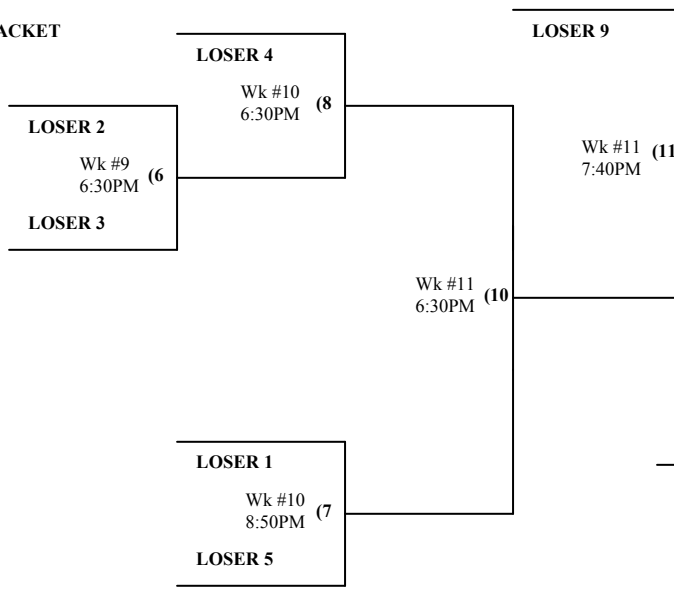 ACKET
LOSER 9
LOSER 4
Wk #10
6:30PM (8
LOSER 2
Wk #9
6:30PM (6
LOSER 3
Wk #11
7:40PM (11
Wk #11
6:30PM (10
LOSER 1
Wk #10
8:50PM (7
LOSER 5